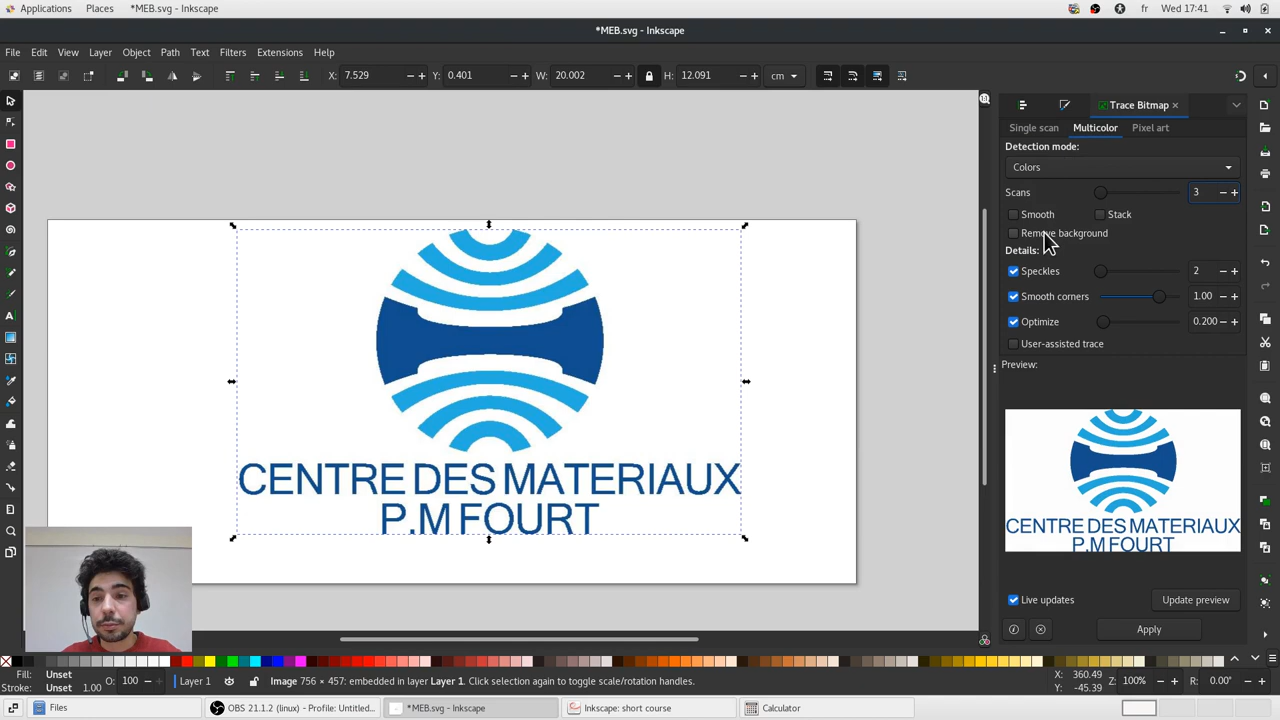 Applications Places *MEB.svg - Inkscape fr Wed 17:41
*MEB.svg - Inkscape
File Edit View Layer Object Path Text Filters Extensions Help
X: 7.529 Y: 0.401 W: 20.002 H: 12.091 cm
Trace Bitmap
Single scan Multicolor Pixel art
Detection mode:
Colors
Scans 3
Smooth Stack
Remove background
Details:
Speckles 2
Smooth corners 1.00
Optimize 0.200
User-assisted trace
Preview:
CENTRE DES MATERIAUX
P.M FOURT
CENTRE DES MATERIAUX
P.M FOURT
Live updates Update preview
Apply
Fill: Unset
Stroke: Unset 1.00
O: 100 Layer 1 Image 756 × 457: embedded in layer Layer 1. Click selection again to toggle scale/rotation handles.
X: 360.49
Y: -45.39
Z: 100% R: 0.00°
Files OBS 21.1.2 (linux) - Profile: Untitled... *MEB.svg - Inkscape Inkscape: short course Calculator